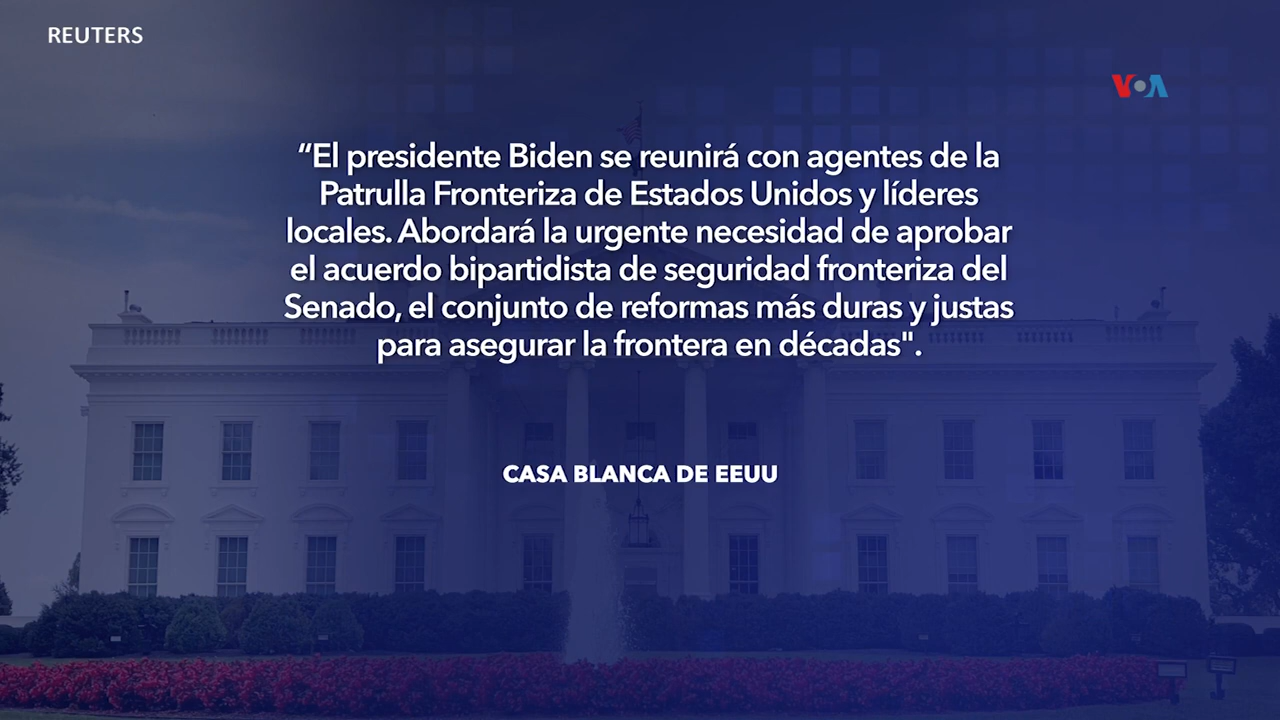 REUTERS
VOA
“El presidente Biden se reunirá con agentes de la
Patrulla Fronteriza de Estados Unidos y líderes
locales. Abordará la urgente necesidad de aprobar
el acuerdo bipartidista de seguridad fronteriza del
Senado, el conjunto de reformas más duras y justas
para asegurar la frontera en décadas".
CASA BLANCA DE EEUU